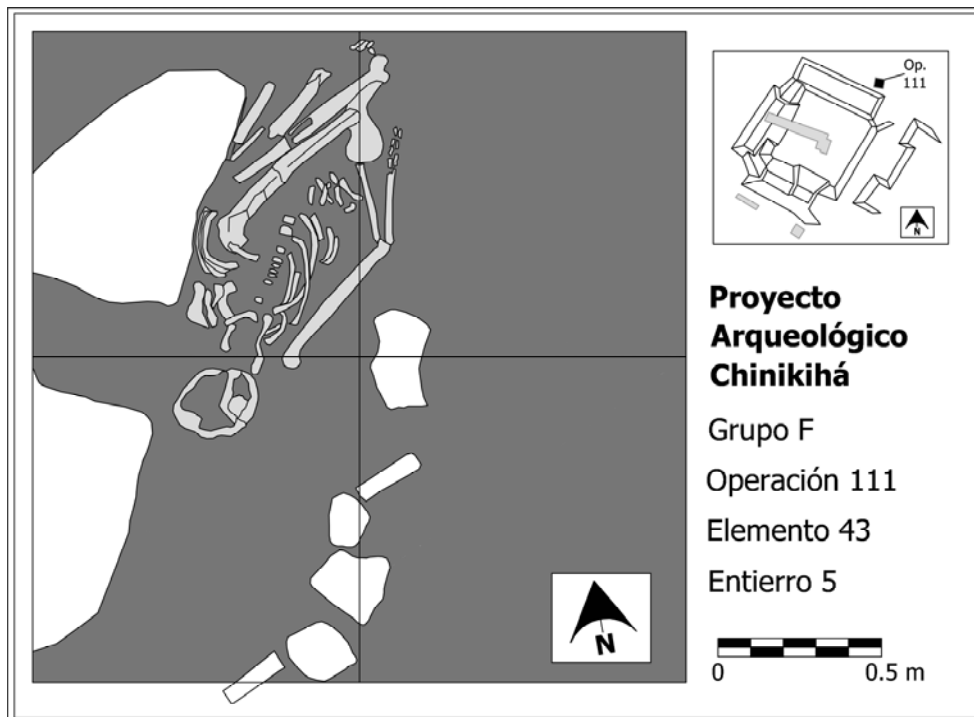 Op.
111
N
Proyecto
Arqueológico
Chinikihá
Grupo F
Operación 111
Elemento 43
Entierro 5
N
0 0.5 m